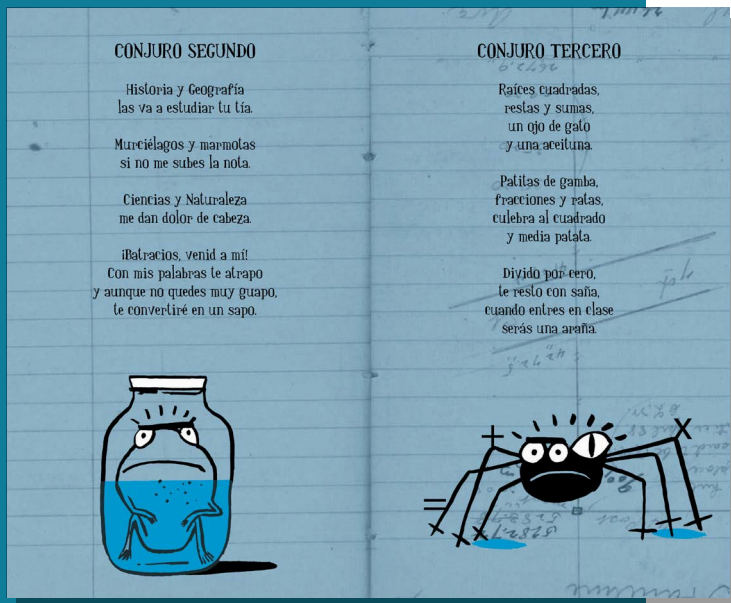 CONJURO SEGUNDO
Historia y Geografía
las va a estudiar tu tía.
Murciélagos y marmotas
si no me subes la nota.
Ciencias y Naturaleza
me dan dolor de cabeza.
¡Batracios, venid a mí!
Con mis palabras te atrapo
y aunque no quedes muy guapo,
te convertiré en un sapo.
CONJURO TERCERO
Raíces cuadradas,
restas y sumas,
un ojo de gato
y una aceituna.
Patitas de gamba,
fracciones y ratas,
culebra al cuadrado
y media patata.
Divido por cero,
te resto con saña,
cuando entres en clase
serás una araña.
+
x
=